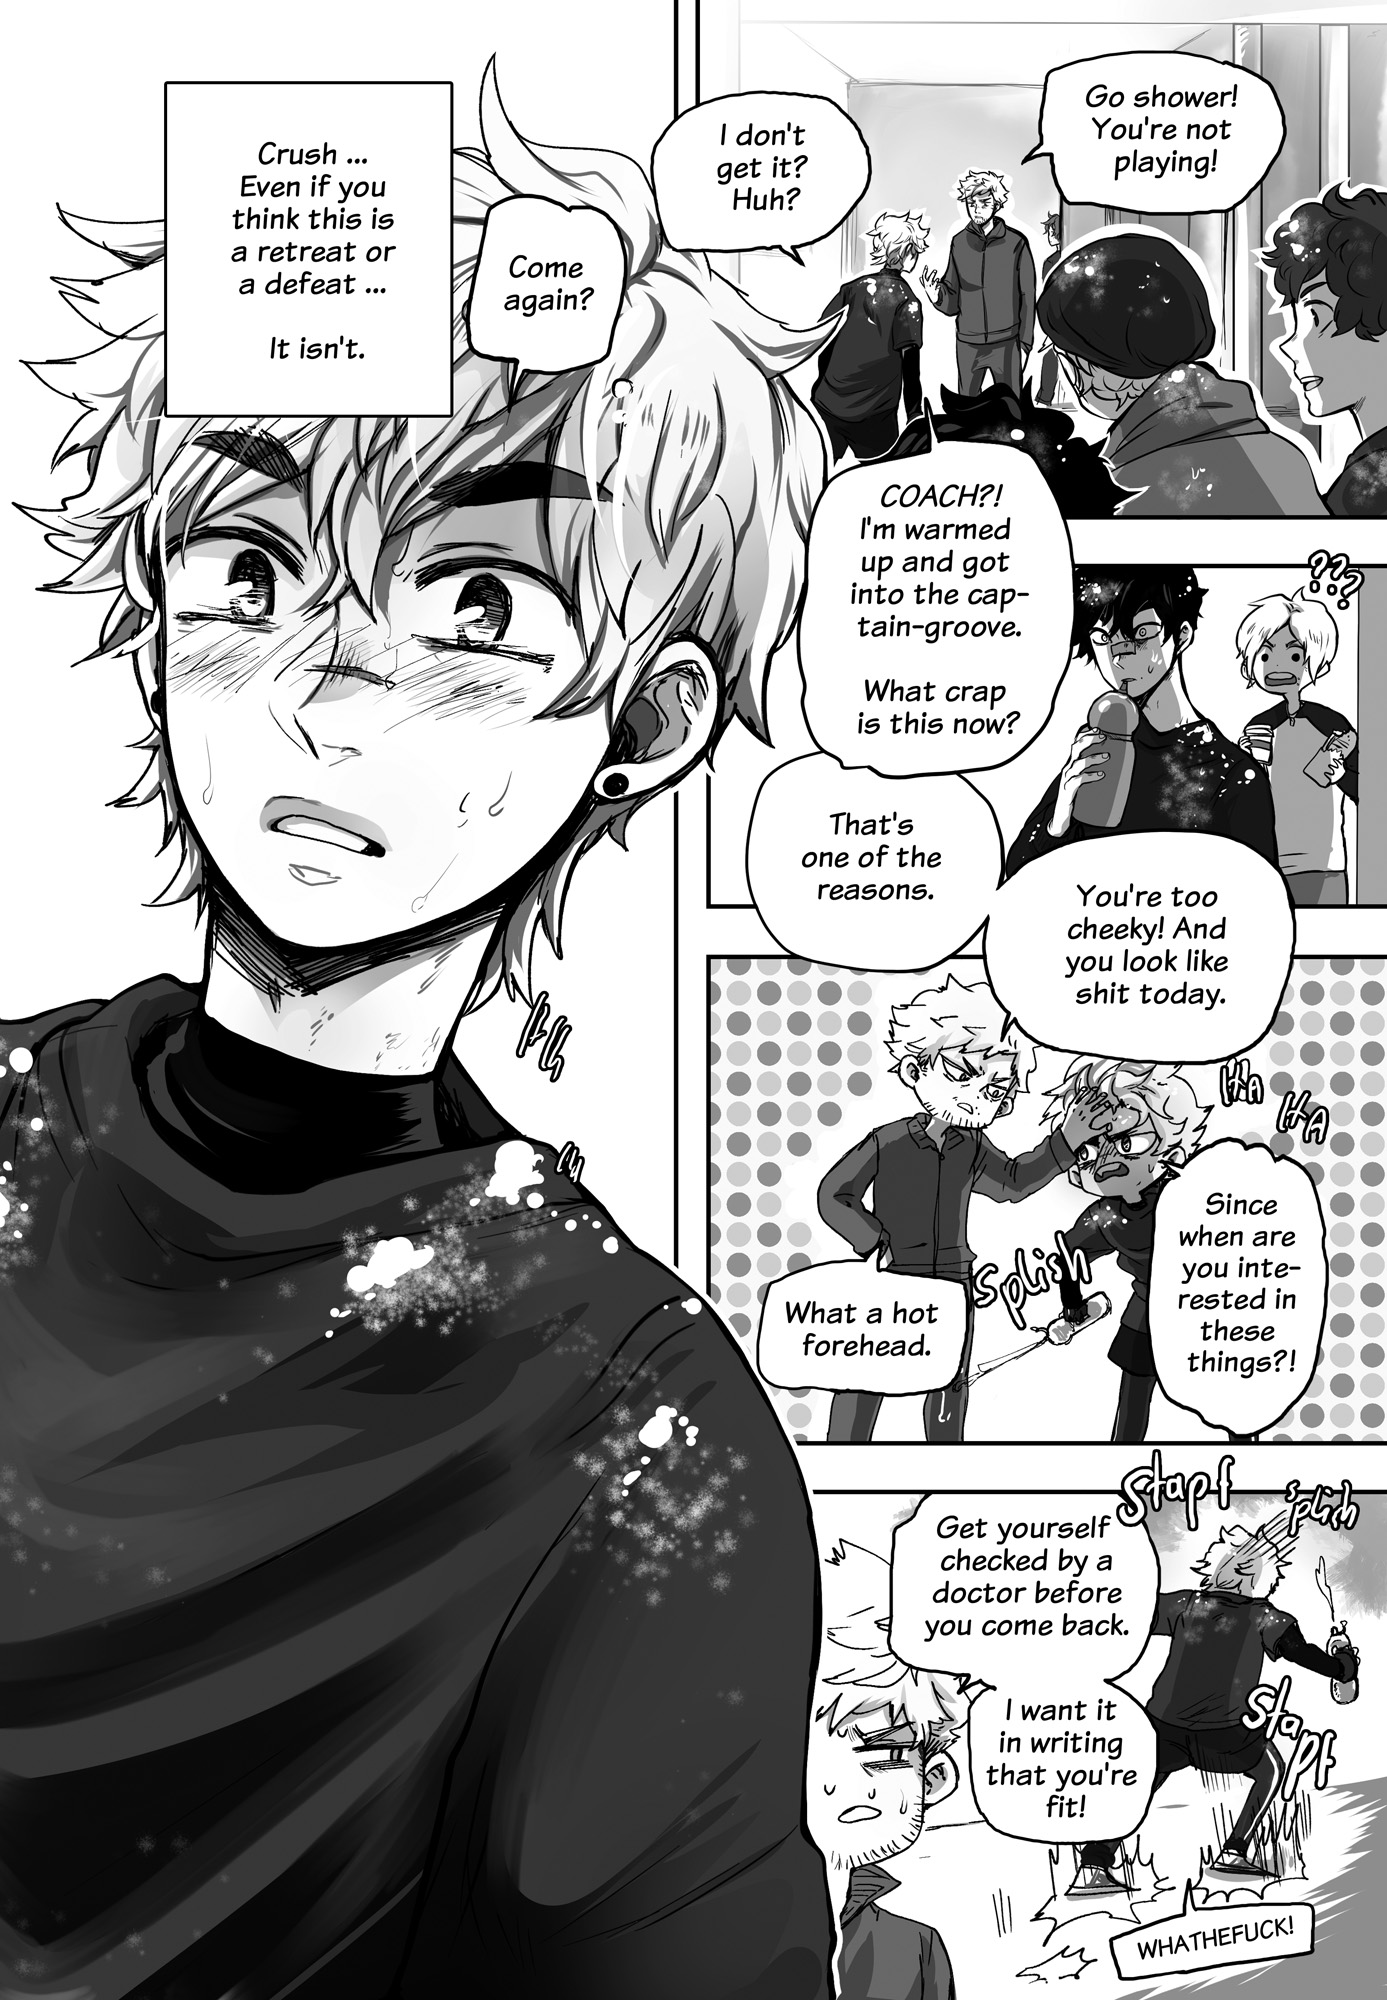 Crush ...
Even if you
think this is
a retreat or
a defeat ...
It isn't.
Come
again?
I don't
get it?
Huh?
Go shower!
You're not
playing!
COACH?!
I'm warmed
up and got
into the cap-
tain-groove.
What crap
is this now?
???
That's
one of the
reasons.
You're too
cheeky! And
you look like
shit today.
HA
HA
Since
when are
you inte-
rested in
these
things?!
Splish
What a hot
forehead.
Stapf
splish
Get yourself
checked by a
doctor before
you come back.
I want it
in writing
that you're
fit!
Stapf
WHATHEFUCK!